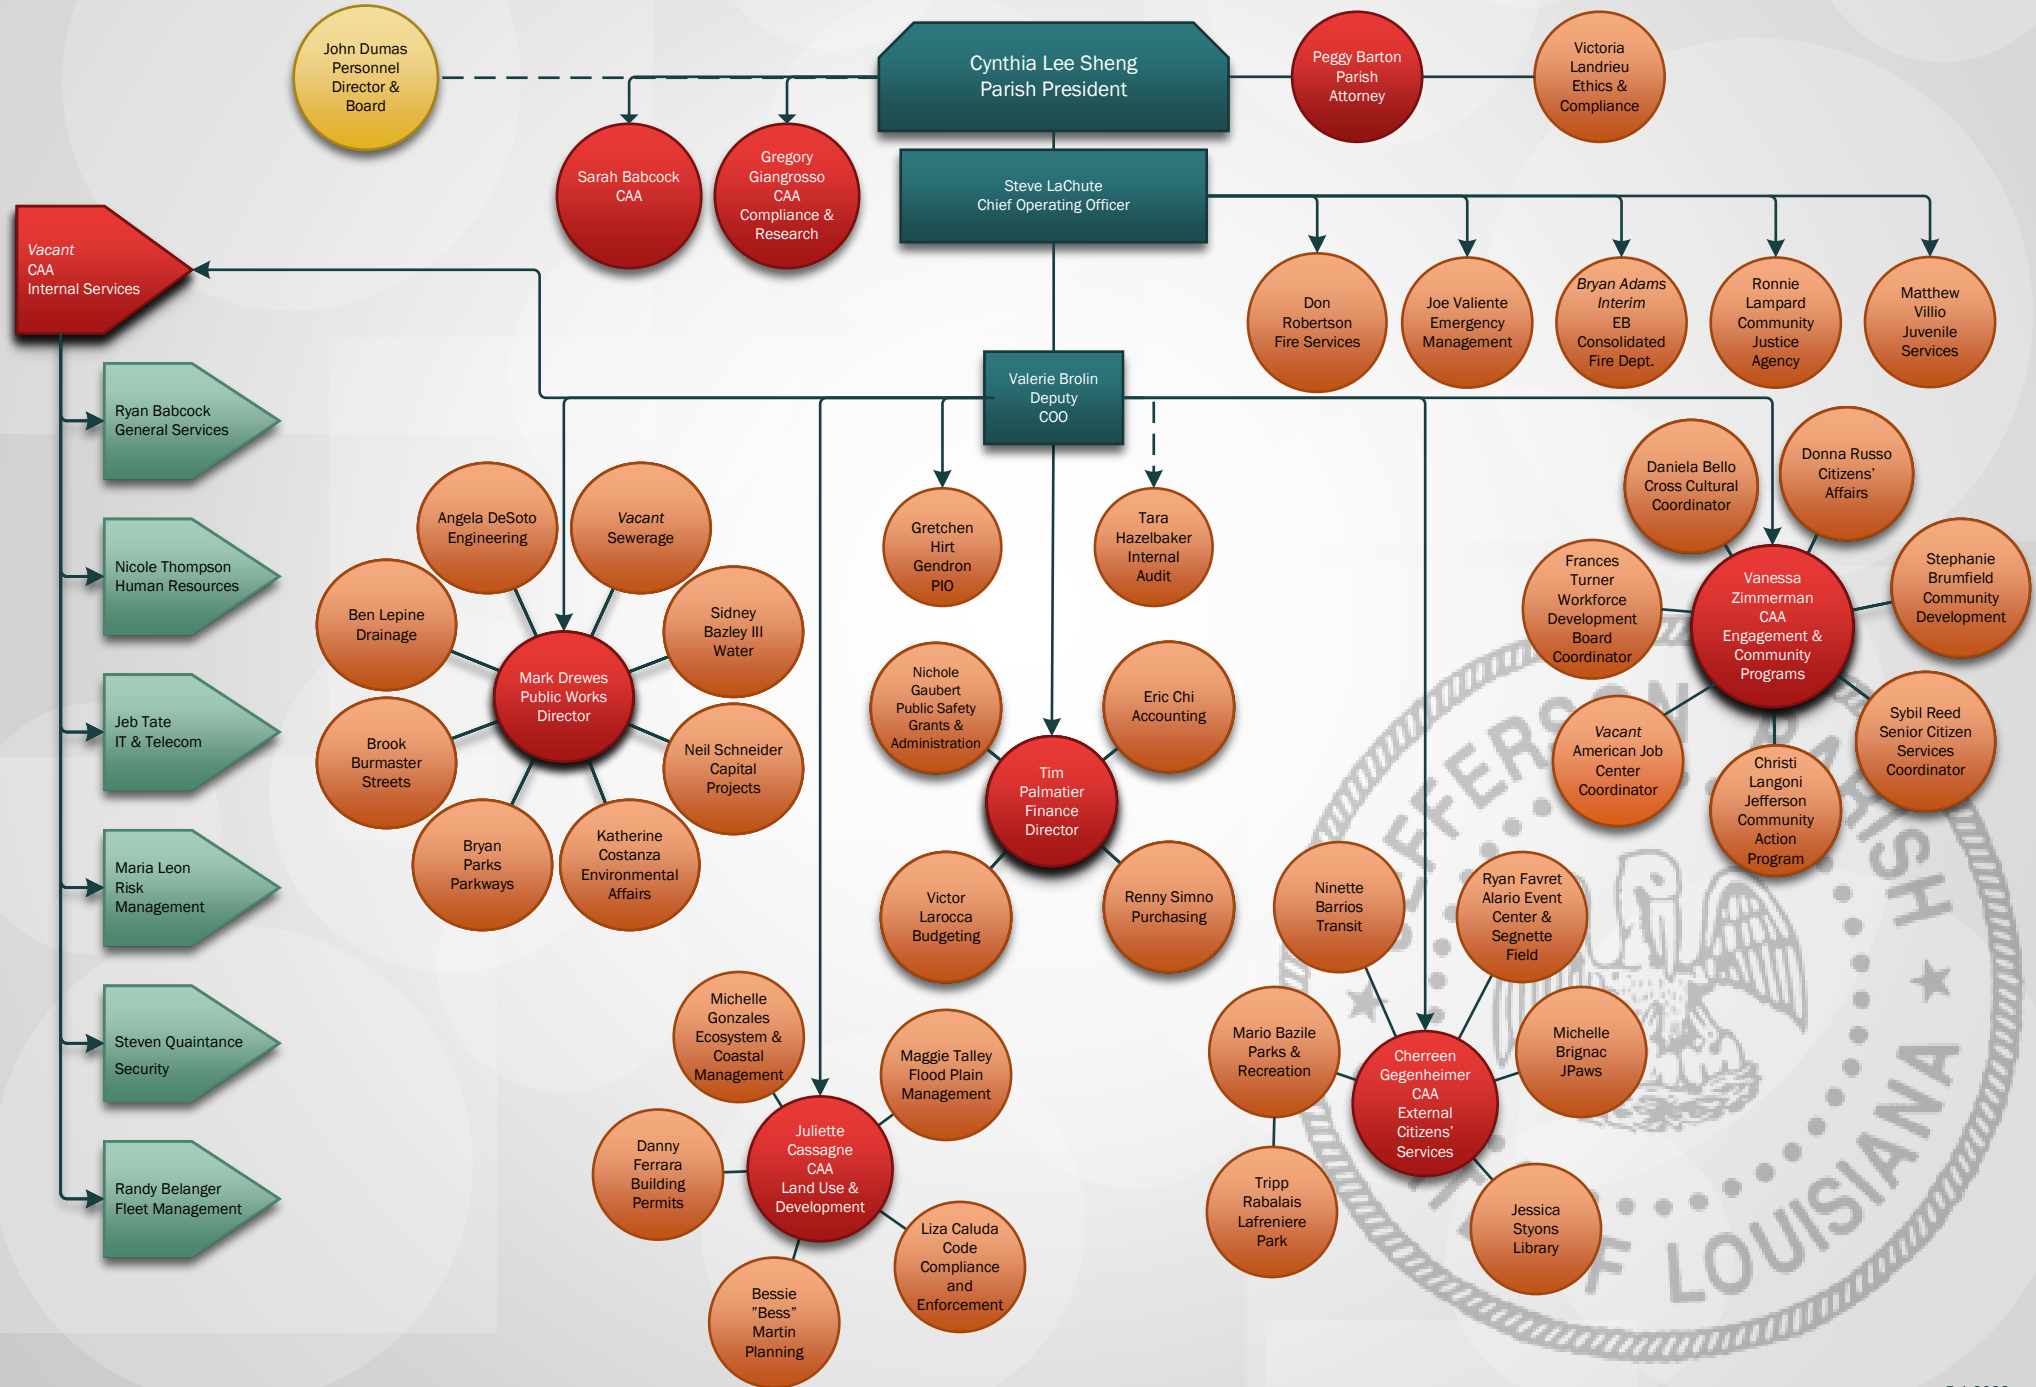 John Dumas
Personnel
Director &
Board
Cynthia Lee Sheng
Parish President
Peggy Barton
Parish
Attorney
Victoria
Landrieu
Ethics &
Compliance
Sarah Babcock
CAA
Gregory
Giangrosso
CAA
Compliance &
Research
Steve LaChute
Chief Operating Officer
Vacant
CAA
Internal Services
Don
Robertson
Fire Services
Joe Valiente
Emergency
Management
Bryan Adams
Interim
EB
Consolidated
Fire Dept.
Ronnie
Lampard
Community
Justice
Agency
Matthew
Villio
Juvenile
Services
Valerie Brolin
Deputy
COO
Ryan Babcock
General Services
Nicole Thompson
Human Resources
Jeb Tate
IT & Telecom
Maria Leon
Risk
Management
Steven Quaintance
Security
Randy Belanger
Fleet Management
Angela DeSoto
Engineering
Vacant
Sewerage
Ben Lepine
Drainage
Sidney
Bazley III
Water
Mark Drewes
Public Works
Director
Brook
Burmaster
Streets
Neil Schneider
Capital
Projects
Bryan
Parks
Parkways
Katherine
Costanza
Environmental
Affairs
Gretchen
Hirt
Gendron
PIO
Tara
Hazelbaker
Internal
Audit
Nichole
Gaubert
Public Safety
Grants &
Administration
Eric Chi
Accounting
Tim
Palmatier
Finance
Director
Victor
Larocca
Budgeting
Renny Simno
Purchasing
Daniela Bello
Cross Cultural
Coordinator
Donna Russo
Citizens'
Affairs
Frances
Turner
Workforce
Development
Board
Coordinator
Vanessa
Zimmerman
CAA
Engagement &
Community
Programs
Stephanie
Brumfield
Community
Development
Vacant
American Job
Center
Coordinator
Christi
Langoni
Jefferson
Community
Action
Program
Sybil Reed
Senior Citizen
Services
Coordinator
Michelle
Gonzales
Ecosystem &
Coastal
Management
Maggie Talley
Flood Plain
Management
Danny
Ferrara
Building
Permits
Juliette
Cassagne
CAA
Land Use &
Development
Liza Caluda
Code
Compliance
and
Enforcement
Bessie
"Bess"
Martin
Planning
Ninette
Barrios
Transit
Ryan Favret
Alario Event
Center &
Segnette
Field
Mario Bazile
Parks &
Recreation
Cherreen
Gegenheimer
CAA
External
Citizens'
Services
Michelle
Brignac
JPaws
Tripp
Rabalais
Lafreniere
Park
Jessica
Styons
Library
JEFFERSON PARISH
OF LOUISIANA